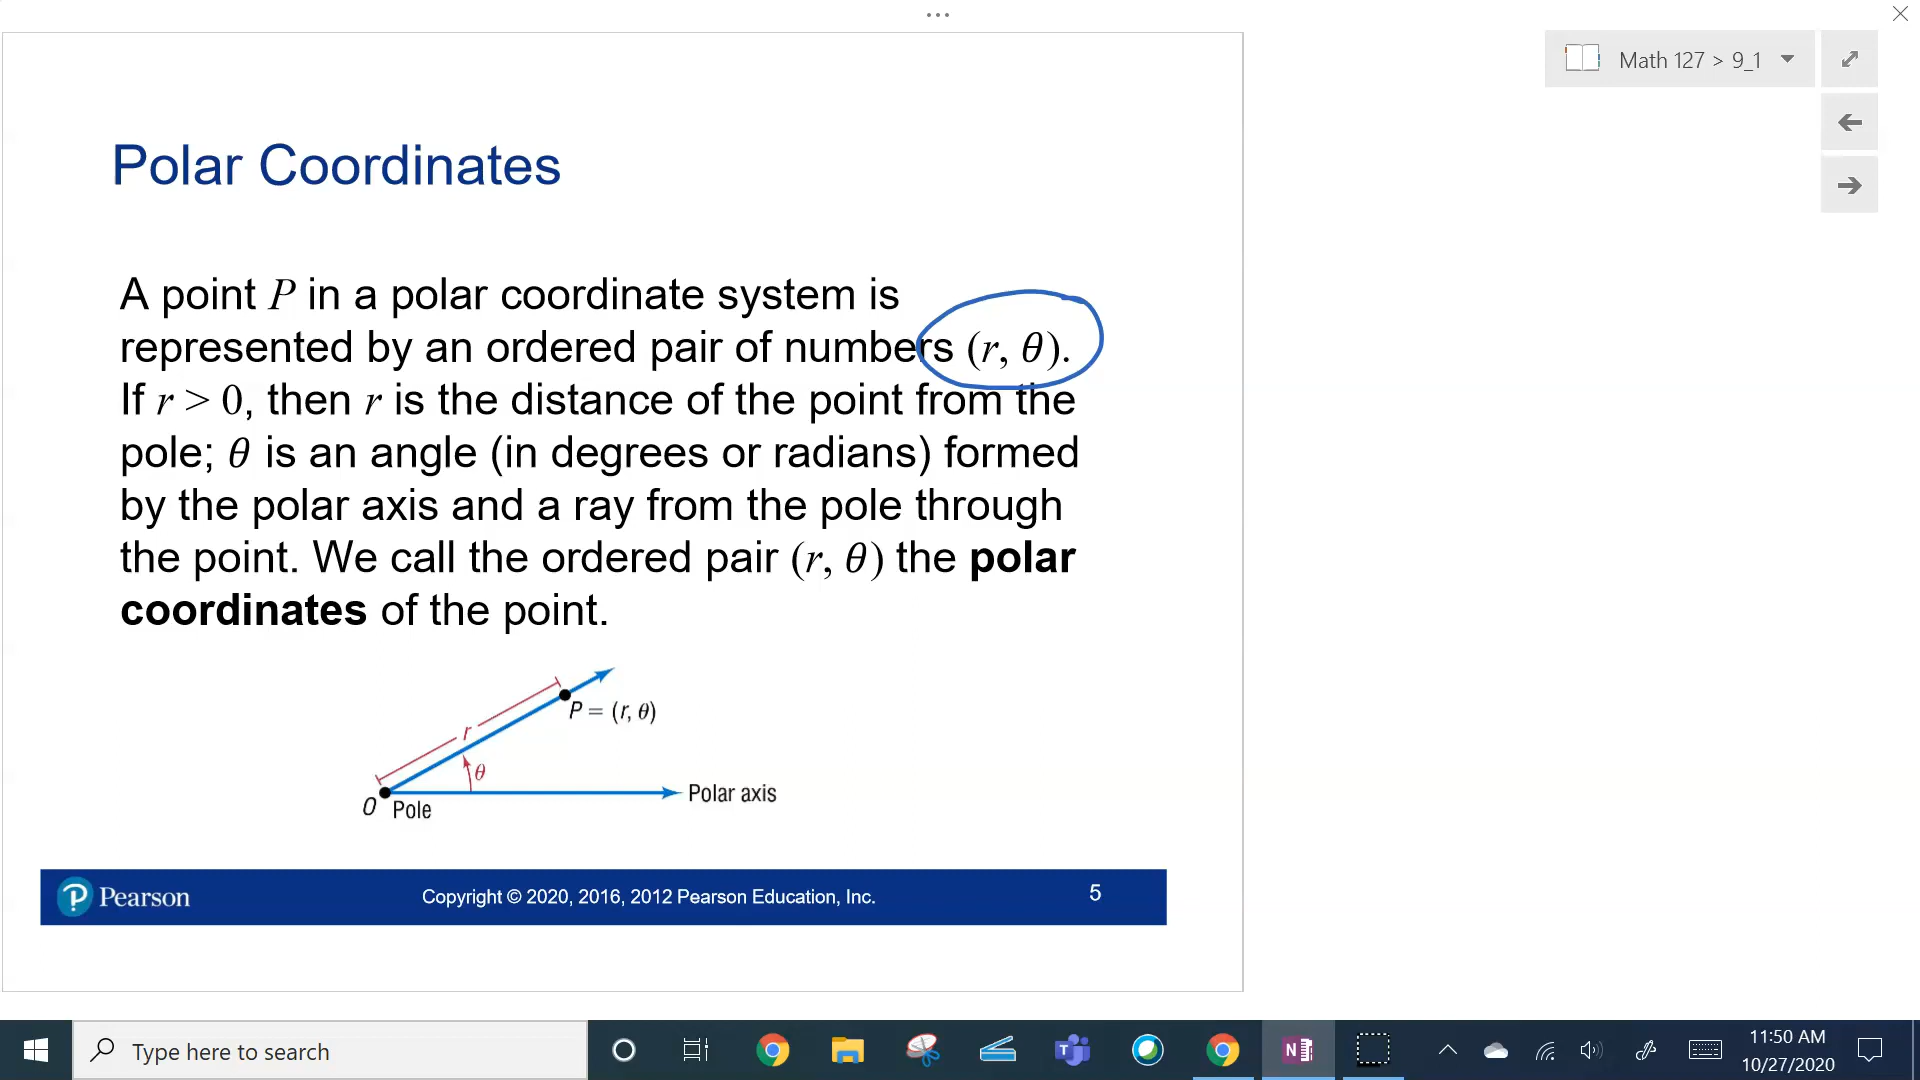 Math 127 > 9_1
Polar Coordinates
A point P in a polar coordinate system is
represented by an ordered pair of numbers (r, θ).
If r > 0, then r is the distance of the point from the
pole; θ is an angle (in degrees or radians) formed
by the polar axis and a ray from the pole through
the point. We call the ordered pair (r, θ) the polar
coordinates of the point.
r
P = (r, θ)
θ
O Pole
Polar axis
Pearson
Copyright © 2020, 2016, 2012 Pearson Education, Inc.
5
Type here to search
11:50 AM
10/27/2020